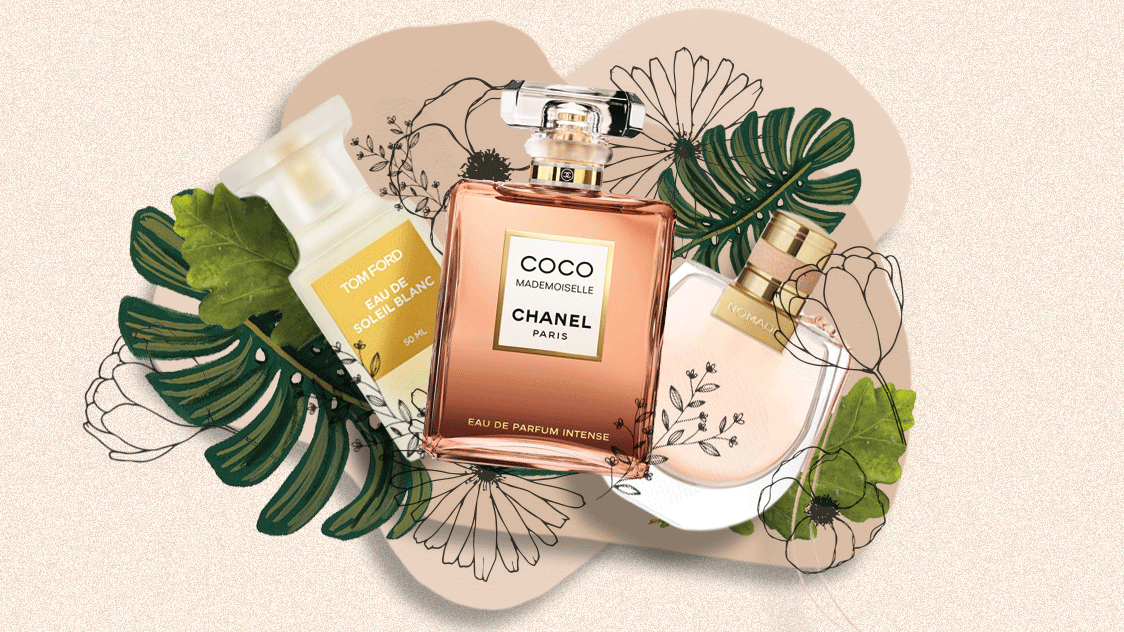 TOM FORD
EAU DE
SOLEIL BLANC
50 ML
COCO
MADEMOISELLE
CHANEL
PARIS
EAU DE PARFUM INTENSE
NOMADE